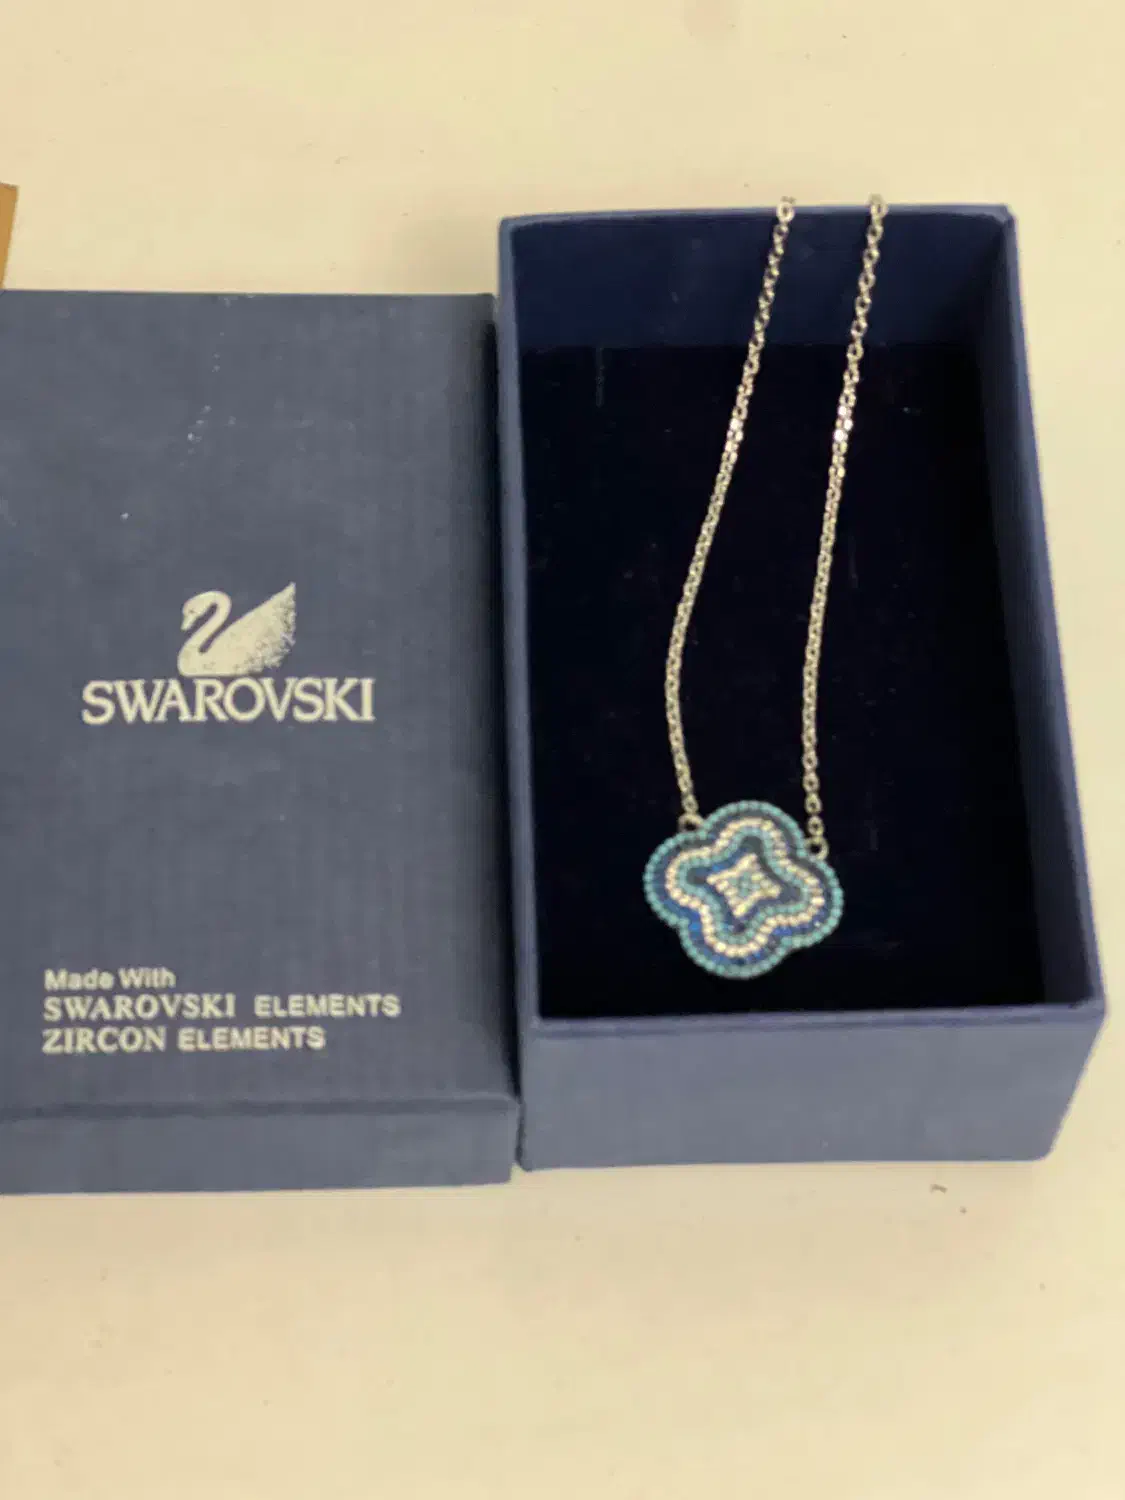 SWAROVSKI
Made With
SWAROVSKI ELEMENTS
ZIRCON ELEMENTS